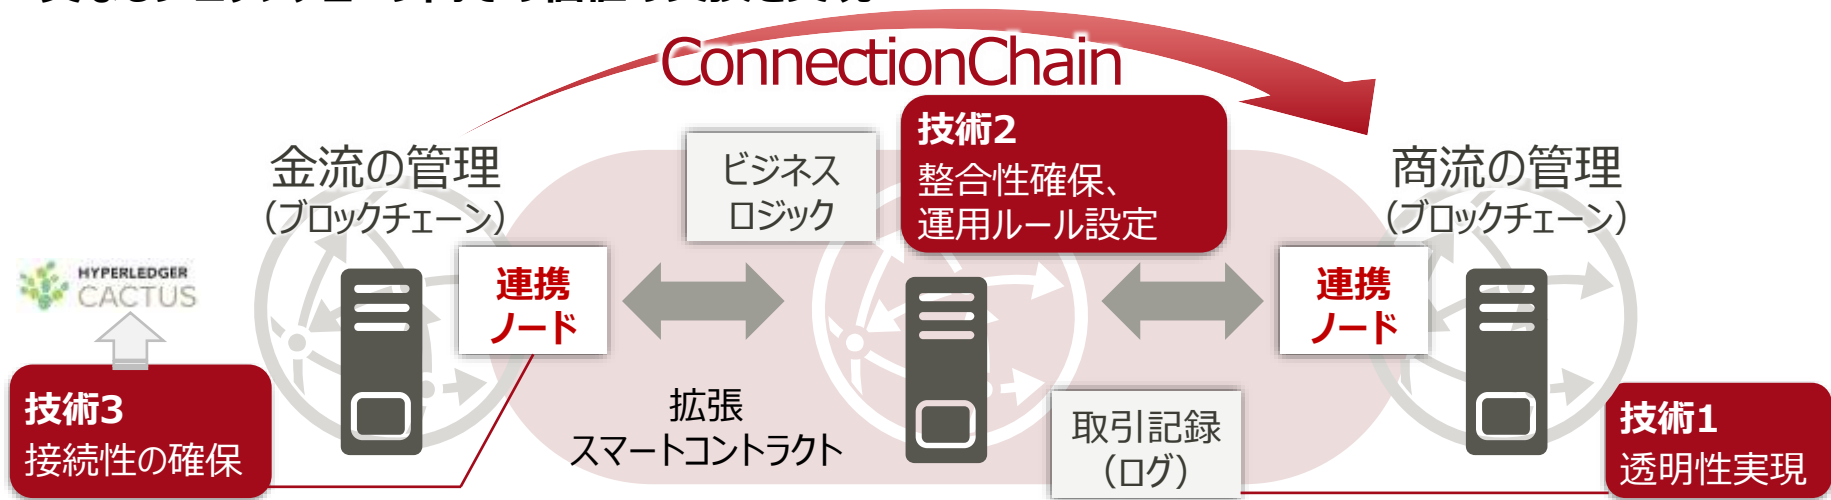 ConnectionChain
金流の管理
（ブロックチェーン）
ビジネス
ロジック
技術2
整合性確保、
運用ルール設定
商流の管理
（ブロックチェーン）
HYPERLEDGER
CACTUS
連携
ノード
連携
ノード
技術3
接続性の確保
拡張
スマートコントラクト
取引記録
（ログ）
技術1
透明性実現